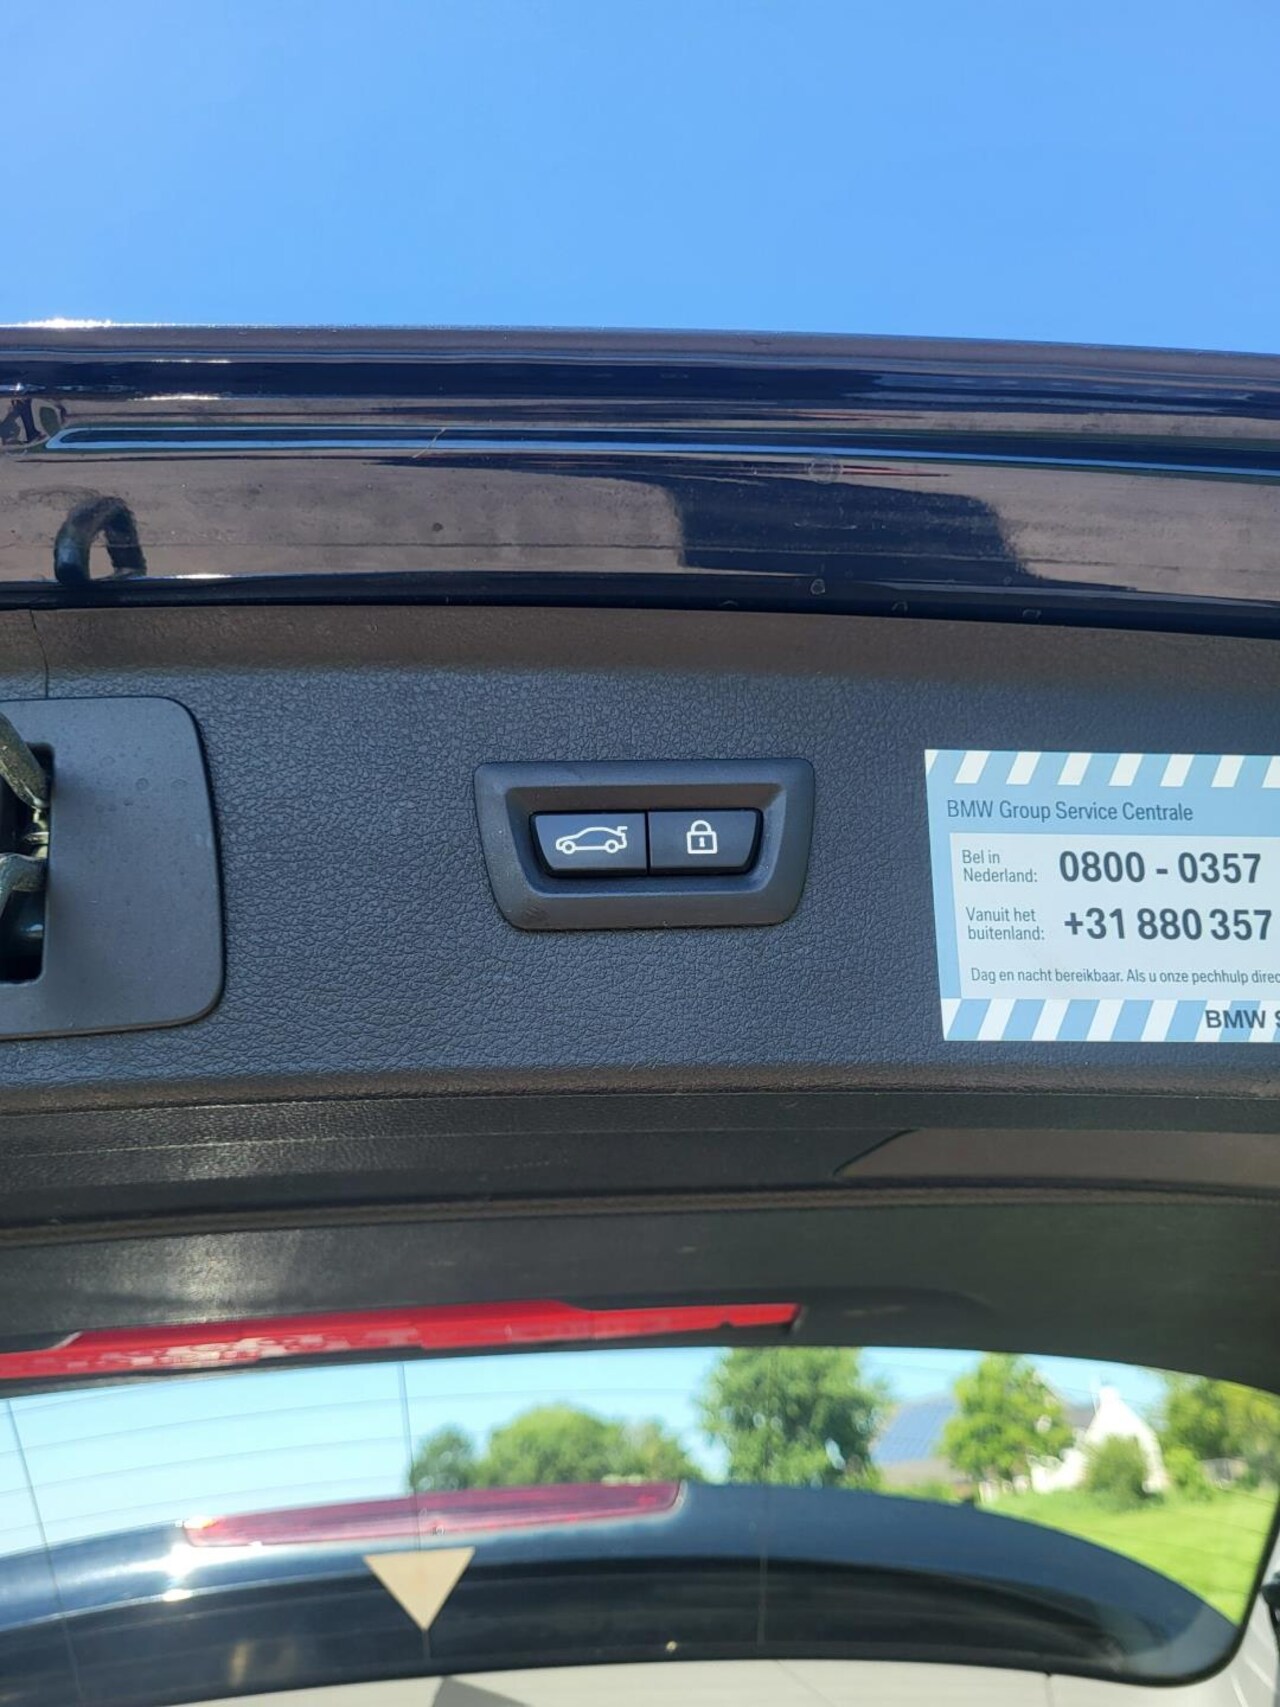 BMW Group Service Centrale
Bel in
Nederland:
0800 - 0357
Vanuit het
buitenland:
+31 880 357
Dag en nacht bereikbaar. Als u onze pechhulp
BMW